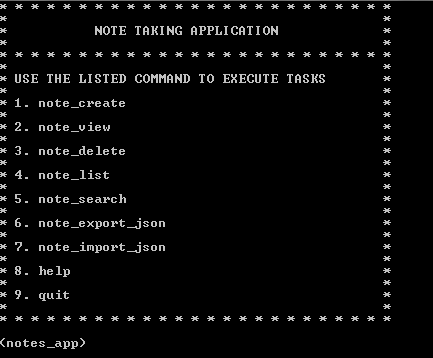 * * * * * * * * * * * * * * * * * * * * * * * * *
* *
* NOTE TAKING APPLICATION *
* *
* * * * * * * * * * * * * * * * * * * * * * * * *
* *
* USE THE LISTED COMMAND TO EXECUTE TASKS *
* *
* 1. note_create *
* *
* 2. note_view *
* *
* 3. note_delete *
* *
* 4. note_list *
* *
* 5. note_search *
* *
* 6. note_export_json *
* *
* 7. note_import_json *
* *
* 8. help *
* *
* 9. quit *
* *
* * * * * * * * * * * * * * * * * * * * * * * * *
(notes_app)